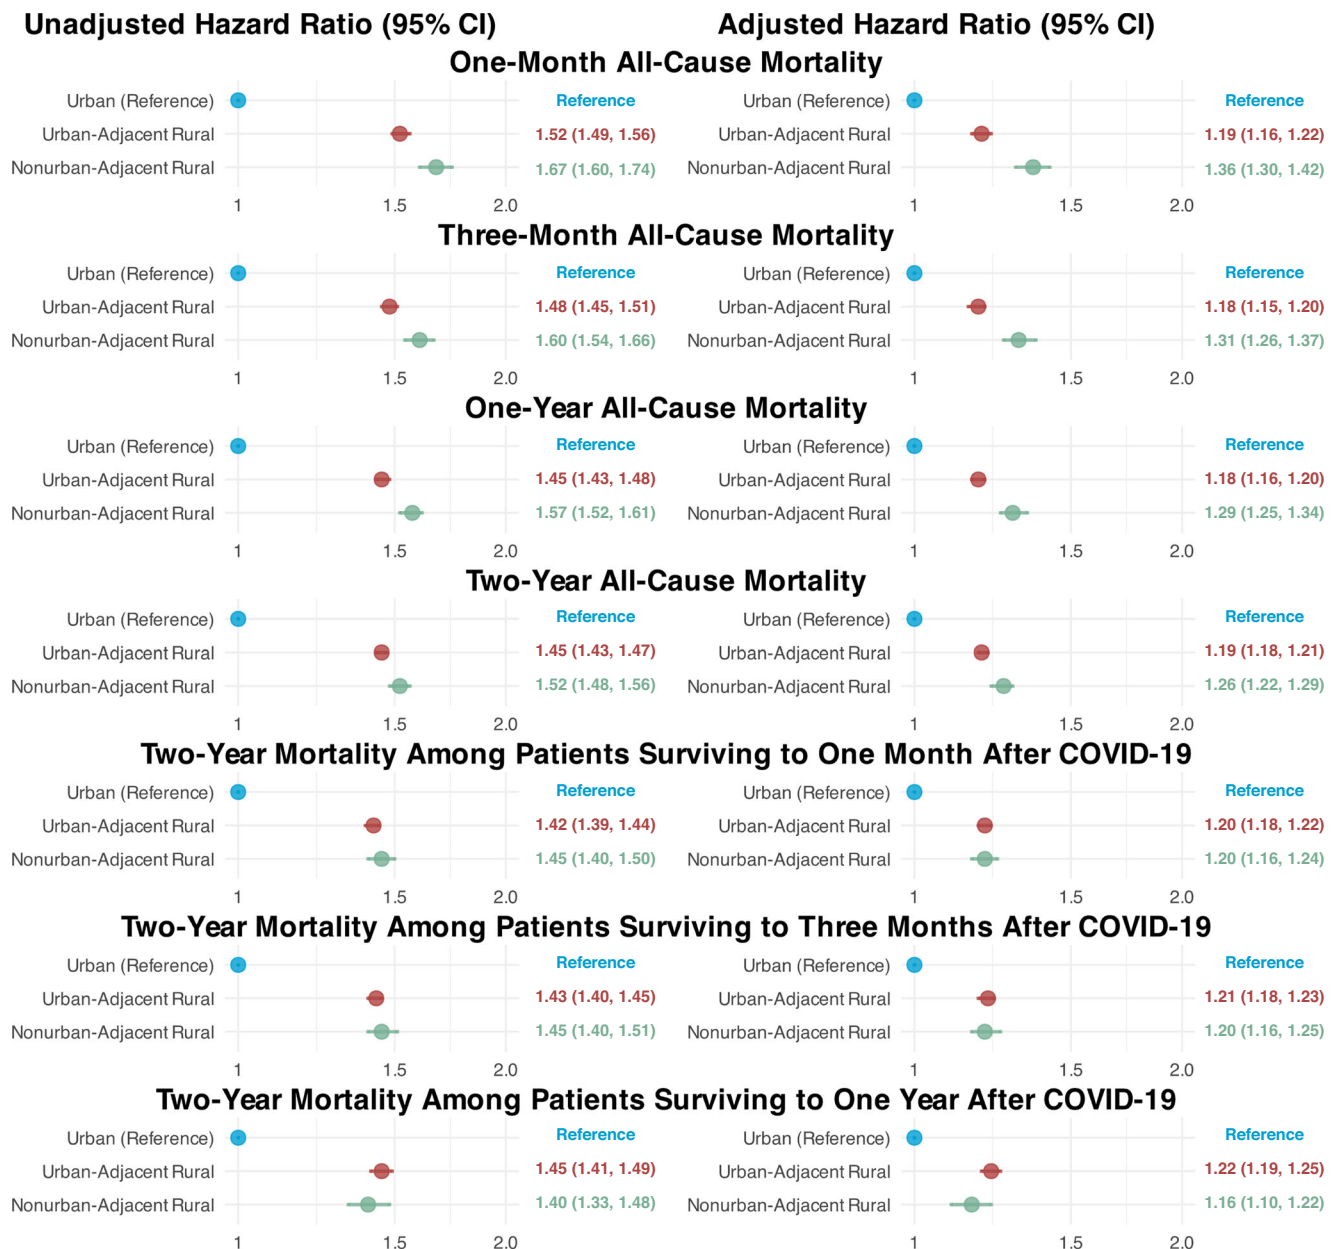 Unadjusted Hazard Ratio (95% CI) Adjusted Hazard Ratio (95% CI)
One-Month All-Cause Mortality
Urban (Reference) Reference Urban (Reference) Reference
Urban-Adjacent Rural 1.52 (1.49, 1.56) Urban-Adjacent Rural 1.19 (1.16, 1.22)
Nonurban-Adjacent Rural 1.67 (1.60, 1.74) Nonurban-Adjacent Rural 1.36 (1.30, 1.42)
1 1.5 2.0 1 1.5 2.0
Three-Month All-Cause Mortality
Urban (Reference) Reference Urban (Reference) Reference
Urban-Adjacent Rural 1.48 (1.45, 1.51) Urban-Adjacent Rural 1.18 (1.15, 1.20)
Nonurban-Adjacent Rural 1.60 (1.54, 1.66) Nonurban-Adjacent Rural 1.31 (1.26, 1.37)
1 1.5 2.0 1 1.5 2.0
One-Year All-Cause Mortality
Urban (Reference) Reference Urban (Reference) Reference
Urban-Adjacent Rural 1.45 (1.43, 1.48) Urban-Adjacent Rural 1.18 (1.16, 1.20)
Nonurban-Adjacent Rural 1.57 (1.52, 1.61) Nonurban-Adjacent Rural 1.29 (1.25, 1.34)
1 1.5 2.0 1 1.5 2.0
Two-Year All-Cause Mortality
Urban (Reference) Reference Urban (Reference) Reference
Urban-Adjacent Rural 1.45 (1.43, 1.47) Urban-Adjacent Rural 1.19 (1.18, 1.21)
Nonurban-Adjacent Rural 1.52 (1.48, 1.56) Nonurban-Adjacent Rural 1.26 (1.22, 1.29)
1 1.5 2.0 1 1.5 2.0
Two-Year Mortality Among Patients Surviving to One Month After COVID-19
Urban (Reference) Reference Urban (Reference) Reference
Urban-Adjacent Rural 1.42 (1.39, 1.44) Urban-Adjacent Rural 1.20 (1.18, 1.22)
Nonurban-Adjacent Rural 1.45 (1.40, 1.50) Nonurban-Adjacent Rural 1.20 (1.16, 1.24)
1 1.5 2.0 1 1.5 2.0
Two-Year Mortality Among Patients Surviving to Three Months After COVID-19
Urban (Reference) Reference Urban (Reference) Reference
Urban-Adjacent Rural 1.43 (1.40, 1.45) Urban-Adjacent Rural 1.21 (1.18, 1.23)
Nonurban-Adjacent Rural 1.45 (1.40, 1.51) Nonurban-Adjacent Rural 1.20 (1.16, 1.25)
1 1.5 2.0 1 1.5 2.0
Two-Year Mortality Among Patients Surviving to One Year After COVID-19
Urban (Reference) Reference Urban (Reference) Reference
Urban-Adjacent Rural 1.45 (1.41, 1.49) Urban-Adjacent Rural 1.22 (1.19, 1.25)
Nonurban-Adjacent Rural 1.40 (1.33, 1.48) Nonurban-Adjacent Rural 1.16 (1.10, 1.22)
1 1.5 2.0 1 1.5 2.0